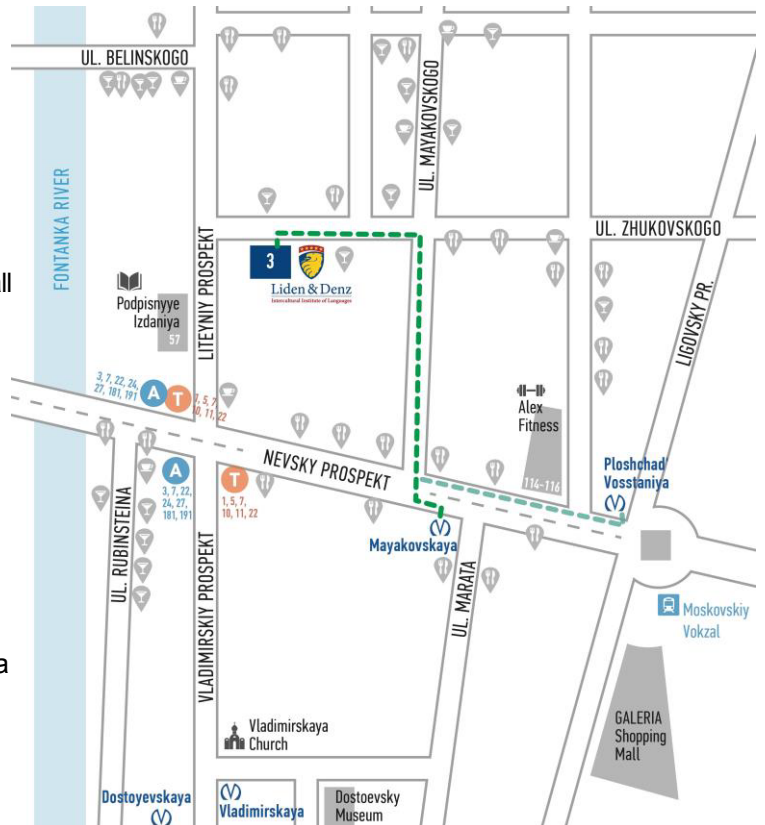 UL. BELINSKOGO
UL. MAYAKOVSKOGO
FONTANKA RIVER
LITEYNIY PROSPEKT
UL. ZHUKOVSKOGO
3
Liden & Denz
Intercultural Institute of Languages
all
Podpisnyye
Izdaniya
57
LIGOVSKY PR.
3, 7, 22, 24,
27, 181, 191
A
T
1, 5, 7,
10, 11, 22
Alex
Fitness
114-116
NEVSKY PROSPEKT
Ploshchad
Vosstaniya
A
3, 7, 22,
24, 27,
181, 191
T
1, 5, 7,
10, 11, 22
Mayakovskaya
UL. RUBINSTEINA
VLADIMIRSKIY PROSPEKT
UL. MARATA
Moskovskiy
Vokzal
a
Vladimirskaya
Church
GALERIA
Shopping
Mall
Dostoyevskaya
Vladimirskaya
Dostoevsky
Museum